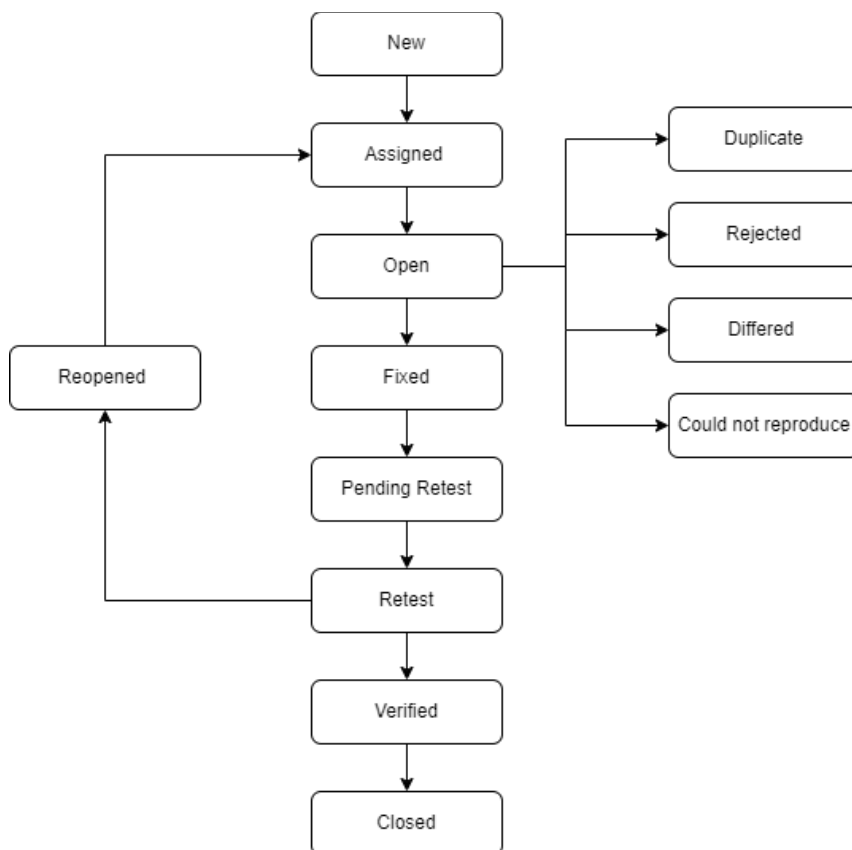 New
Assigned
Duplicate
Rejected
Open
Differed
Reopened
Fixed
Could not reproduce
Pending Retest
Retest
Verified
Closed